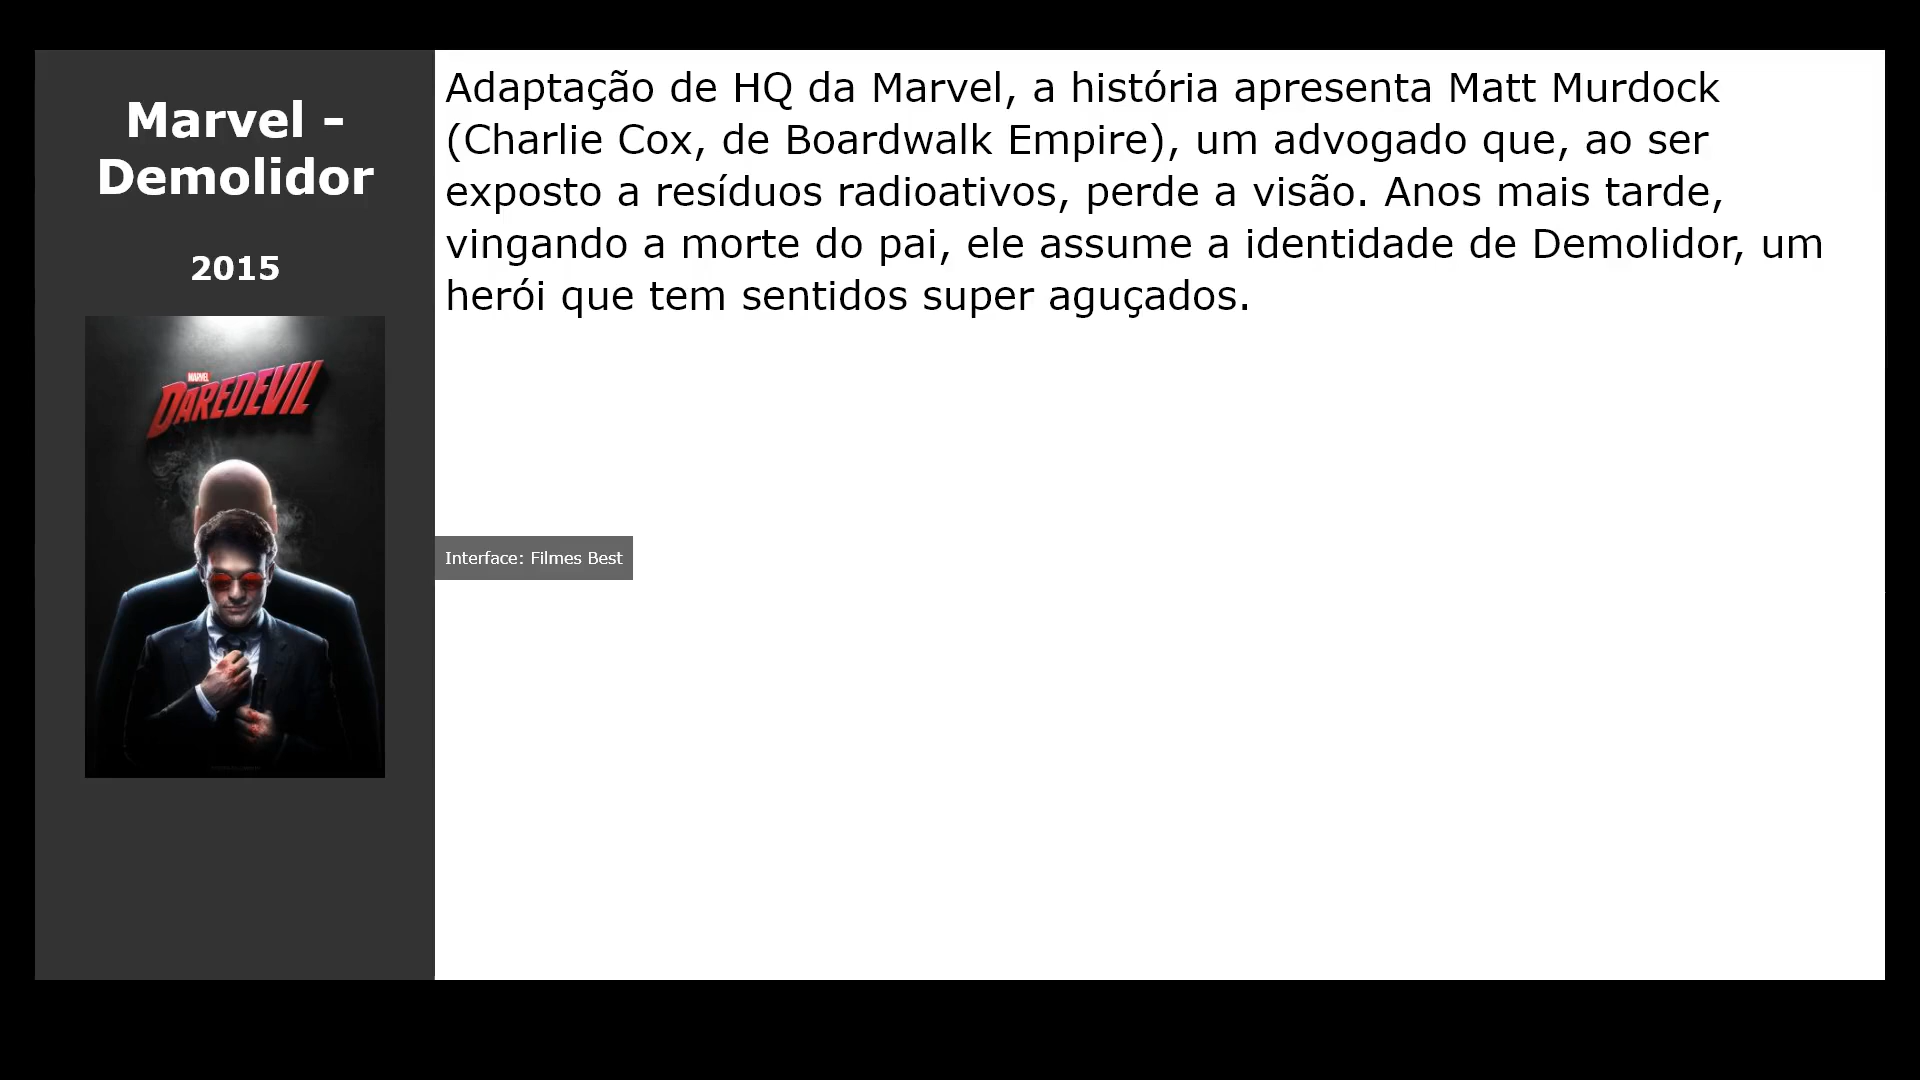 Marvel -
Demolidor
2015
MARVEL
DAREDEVIL
Adaptação de HQ da Marvel, a história apresenta Matt Murdock
(Charlie Cox, de Boardwalk Empire), um advogado que, ao ser
exposto a resíduos radioativos, perde a visão. Anos mais tarde,
vingando a morte do pai, ele assume a identidade de Demolidor, um
herói que tem sentidos super aguçados.
Interface: Filmes Best